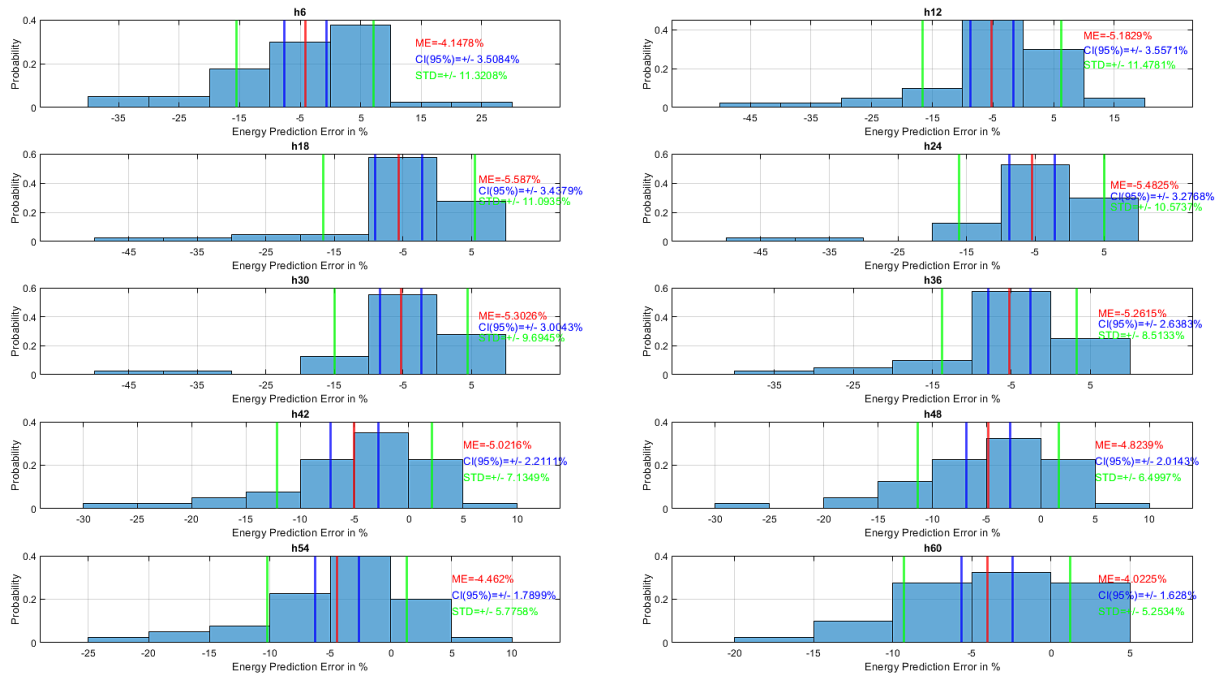 h6
0.4
0.2
0
Probability
ME=-4.1478%
CI(95%)=+/- 3.5084%
STD=+/- 11.3208%
-35 -25 -15 -5 5 15 25
Energy Prediction Error in %
h12
0.4
0.2
0
Probability
ME=-5.1829%
CI(95%)=+/- 3.5571%
STD=+/- 11.4781%
-45 -35 -25 -15 -5 5 15
Energy Prediction Error in %
h18
0.6
0.4
0.2
0
Probability
ME=-5.587%
CI(95%)=+/- 3.4379%
STD=+/- 11.0935%
-45 -35 -25 -15 -5 5
Energy Prediction Error in %
h24
0.6
0.4
0.2
0
Probability
ME=-5.4825%
CI(95%)=+/- 3.2768%
STD=+/- 10.5737%
-45 -35 -25 -15 -5 5
Energy Prediction Error in %
h30
0.6
0.4
0.2
0
Probability
ME=-5.3026%
CI(95%)=+/- 3.0043%
STD=+/- 9.6945%
-45 -35 -25 -15 -5 5
Energy Prediction Error in %
h36
0.6
0.4
0.2
0
Probability
ME=-5.2615%
CI(95%)=+/- 2.6383%
STD=+/- 8.5133%
-35 -25 -15 -5 5
Energy Prediction Error in %
h42
0.4
0.2
0
Probability
ME=-5.0216%
CI(95%)=+/- 2.2111%
STD=+/- 7.1349%
-30 -25 -20 -15 -10 -5 0 5 10
Energy Prediction Error in %
h48
0.4
0.2
0
Probability
ME=-4.8239%
CI(95%)=+/- 2.0143%
STD=+/- 6.4997%
-30 -25 -20 -15 -10 -5 0 5 10
Energy Prediction Error in %
h54
0.4
0.2
0
Probability
ME=-4.462%
CI(95%)=+/- 1.7899%
STD=+/- 5.7758%
-25 -20 -15 -10 -5 0 5 10
Energy Prediction Error in %
h60
0.4
0.2
0
Probability
ME=-4.0225%
CI(95%)=+/- 1.628%
STD=+/- 5.2534%
-20 -15 -10 -5 0 5
Energy Prediction Error in %